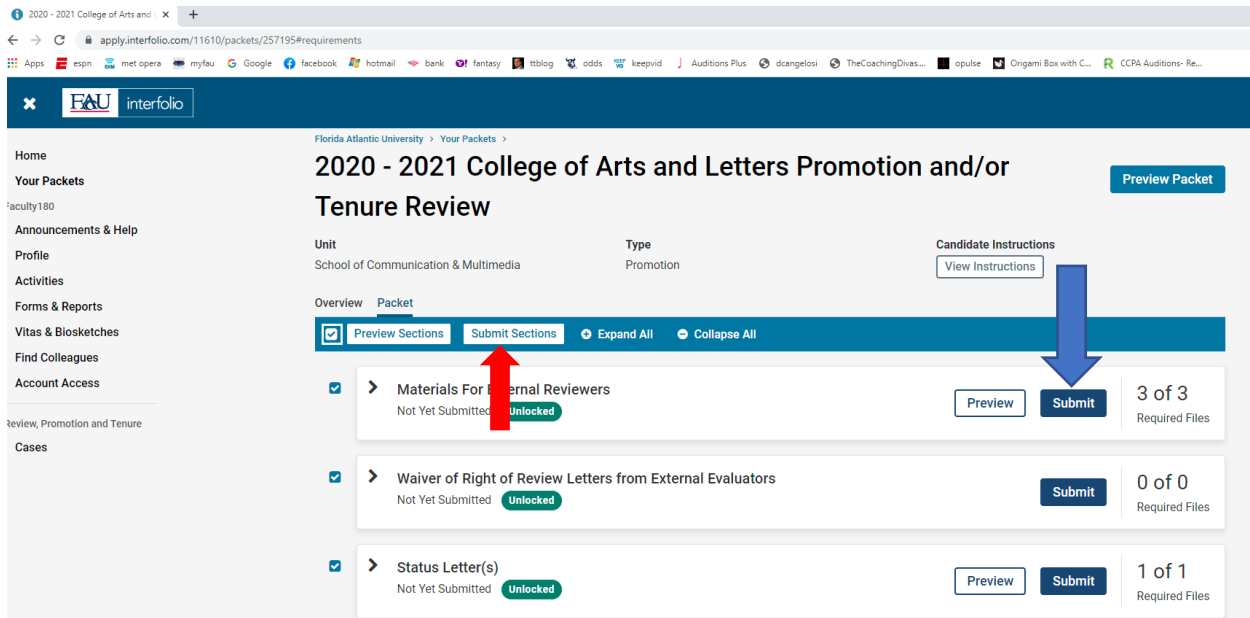 2020 - 2021 College of Arts and
apply.interfolio.com/11610/packets/257195#requirements
Apps espn met opera myfau Google facebook hotmail bank fantasy ttblog odds keepvid Auditions Plus dcangelosi TheCoachingDivas.... opulse Origami Box with C... CCPA Auditions- Re...
FAU interfolio
Home
Your Packets
Faculty180
Announcements & Help
Profile
Activities
Forms & Reports
Vitas & Biosketches
Find Colleagues
Account Access
Review, Promotion and Tenure
Cases
Florida Atlantic University > Your Packets >
2020 - 2021 College of Arts and Letters Promotion and/or
Tenure Review
Preview Packet
Unit Type Candidate Instructions
School of Communication & Multimedia Promotion View Instructions
Overview Packet
Preview Sections Submit Sections Expand All Collapse All
Materials For External Reviewers
Not Yet Submitted Unlocked
Preview Submit 3 of 3
Required Files
Waiver of Right of Review Letters from External Evaluators
Not Yet Submitted Unlocked
Submit 0 of 0
Required Files
Status Letter(s)
Not Yet Submitted Unlocked
Preview Submit 1 of 1
Required Files